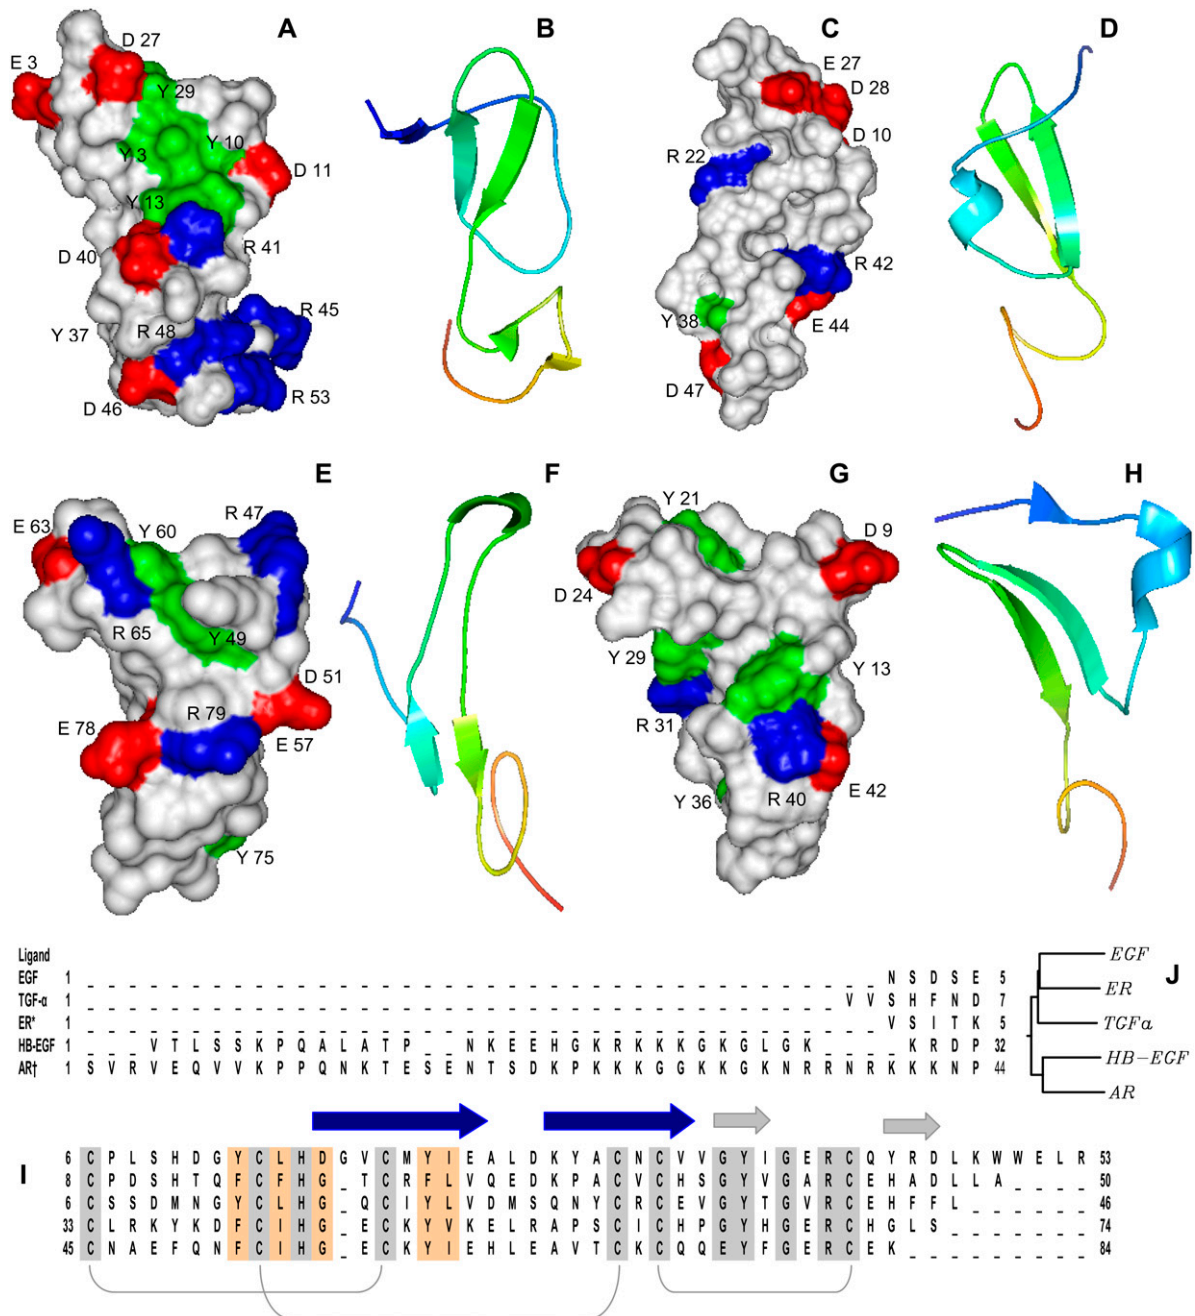 A B C D
D 27
E 3
Y 29
Y 3
Y 10
D 11
Y 13
D 40
R 41
R 45
Y 37
R 48
D 46
R 53
E 27
D 28
D 10
R 22
R 42
Y 38
E 44
D 47
E F G H
E 63
Y 60
R 47
R 65
Y 49
D 51
R 79
E 78
E 57
Y 75
Y 21
D 9
D 24
Y 29
Y 13
R 31
Y 36
R 40
E 42
Ligand
EGF 1 _ _ _ _ _ _ _ _ _ _ _ _ _ _ _ _ _ _ _ _ _ _ _ _ _ _ _ _ _ _ _ _ _ _ _ _ _ _ N S D S E 5
TGF-α 1 _ _ _ _ _ _ _ _ _ _ _ _ _ _ _ _ _ _ _ _ _ _ _ _ _ _ _ _ _ _ _ _ _ _ _ _ V V S H F N D 7
ER* 1 _ _ _ _ _ _ _ _ _ _ _ _ _ _ _ _ _ _ _ _ _ _ _ _ _ _ _ _ _ _ _ _ _ _ _ _ _ _ V S I T K 5
HB-EGF 1 _ _ _ V T L S S K P Q A L A T P _ _ N K E E H G K R K K K G K G L G K _ _ _ _ K R D P 32
AR† 1 S V R V E Q V V K P P Q N K T E S E N T S D K P K K K G G K K G K N R R N R K K K N P 44
J
EGF
ER
TGFα
HB-EGF
AR
I
6 C P L S H D G Y C L H D G V C M Y I E A L D K Y A C N C V V G Y I G E R C Q Y R D L K W W E L R 53
8 C P D S H T Q F C F H G _ T C R F L V Q E D K P A C V C H S G Y V G A R C E H A D L L A _ _ _ _ _ 50
6 C S S D M N G Y C L H G _ Q C _ Y L V D M S Q N Y C R C E V G Y T G V R C E H F F L _ _ _ _ _ _ 46
33 C L R K Y K D F C I H G _ E C K Y V K E L R A P S C I C H P G Y H G E R C H G L S _ _ _ _ _ _ _ 74
45 C N A E F Q N F C I H G _ E C K Y I E H L E A V T C K C Q Q E Y F G E R C E K _ _ _ _ _ _ _ _ _ 84